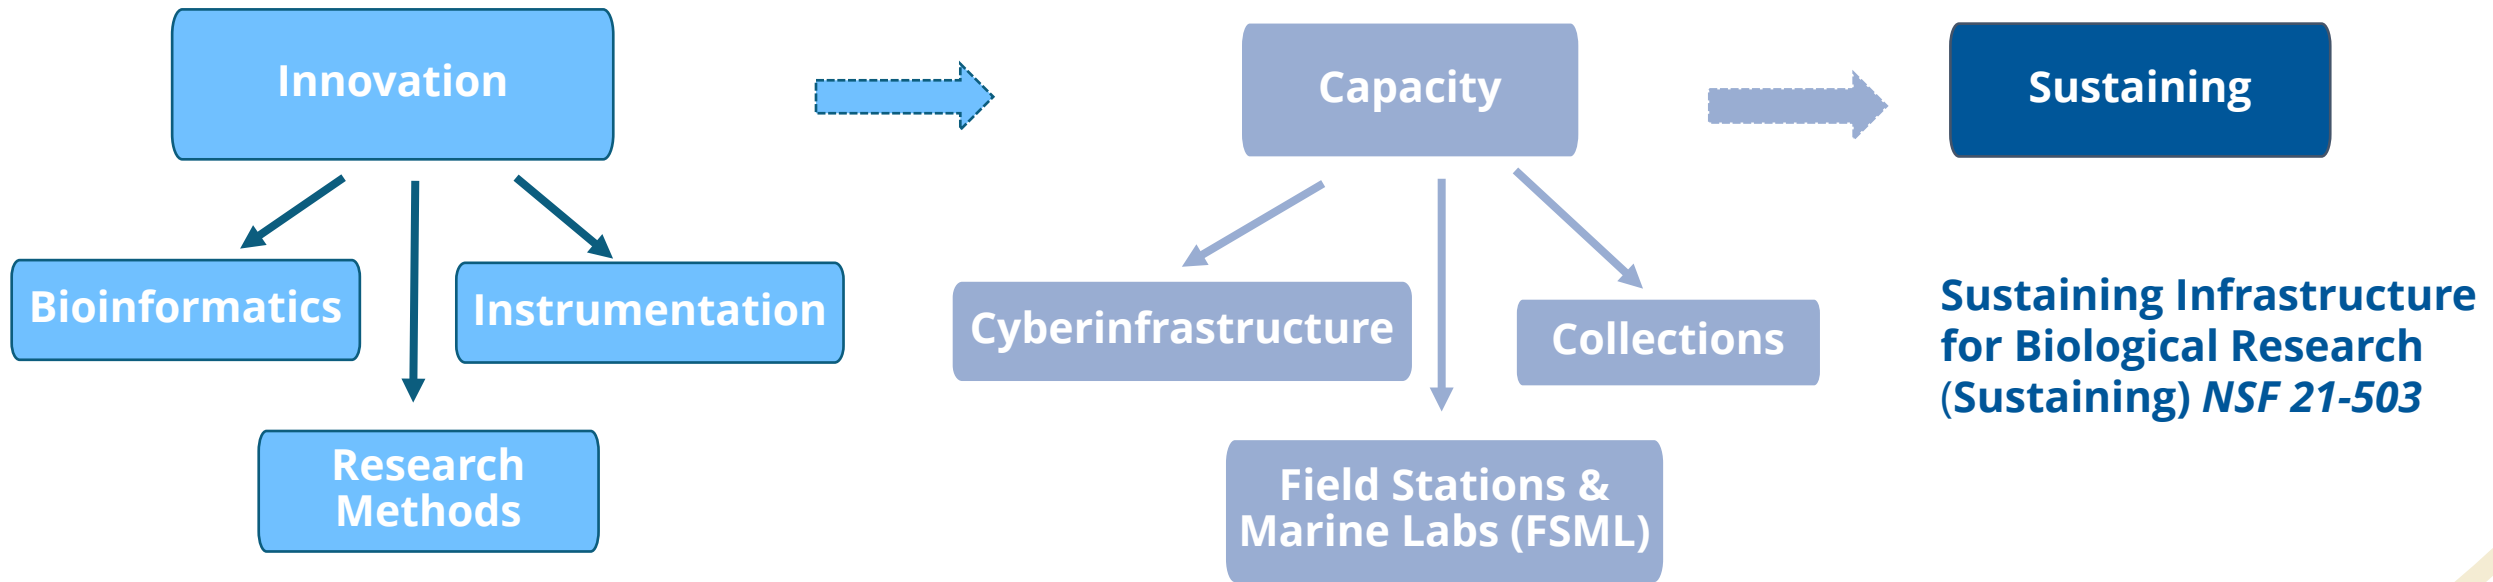 Innovation
Capacity
Sustaining
Bioinformatics
Instrumentation
Research
Methods
Cyberinfrastructure
Collections
Field Stations &
Marine Labs (FSML)
Sustaining Infrastructure
for Biological Research
(Sustaining) NSF 21-503